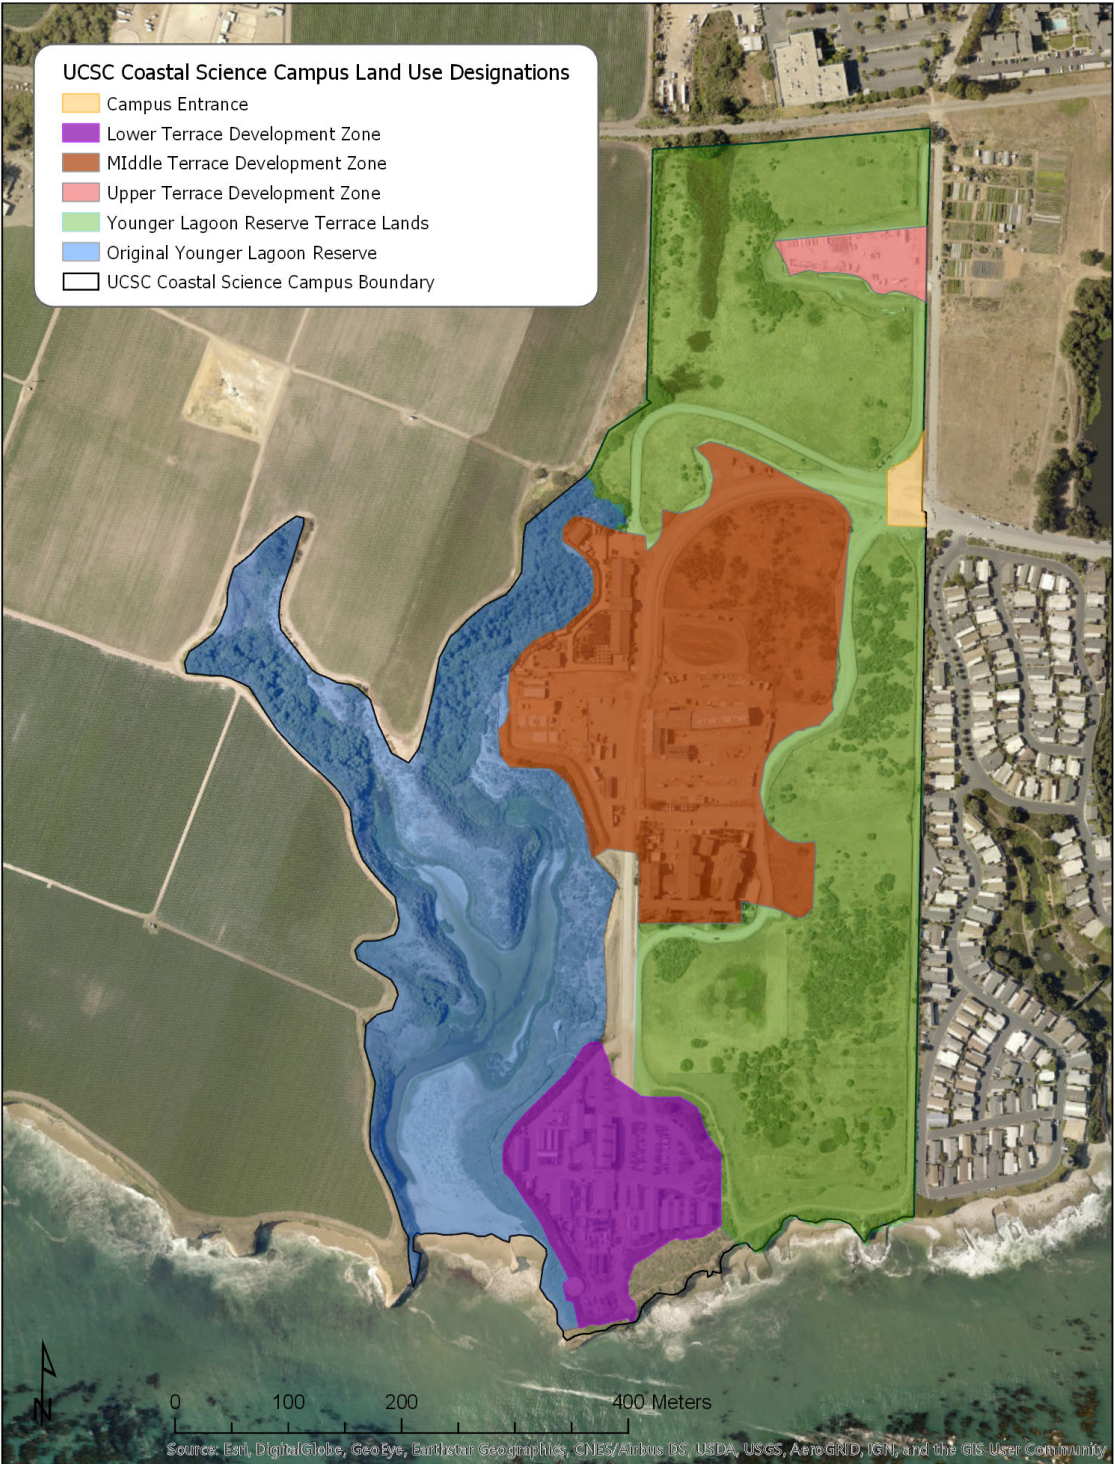 UCSC Coastal Science Campus Land Use Designations
Campus Entrance
Lower Terrace Development Zone
MIddle Terrace Development Zone
Upper Terrace Development Zone
Younger Lagoon Reserve Terrace Lands
Original Younger Lagoon Reserve
UCSC Coastal Science Campus Boundary
N
0 100 200 400 Meters
Source: Esri, DigitalGlobe, GeoEye, Earthstar Geographics, CNES/Airbus DS, USDA, USGS, AeroGRID, IGN, and the GIS User Community